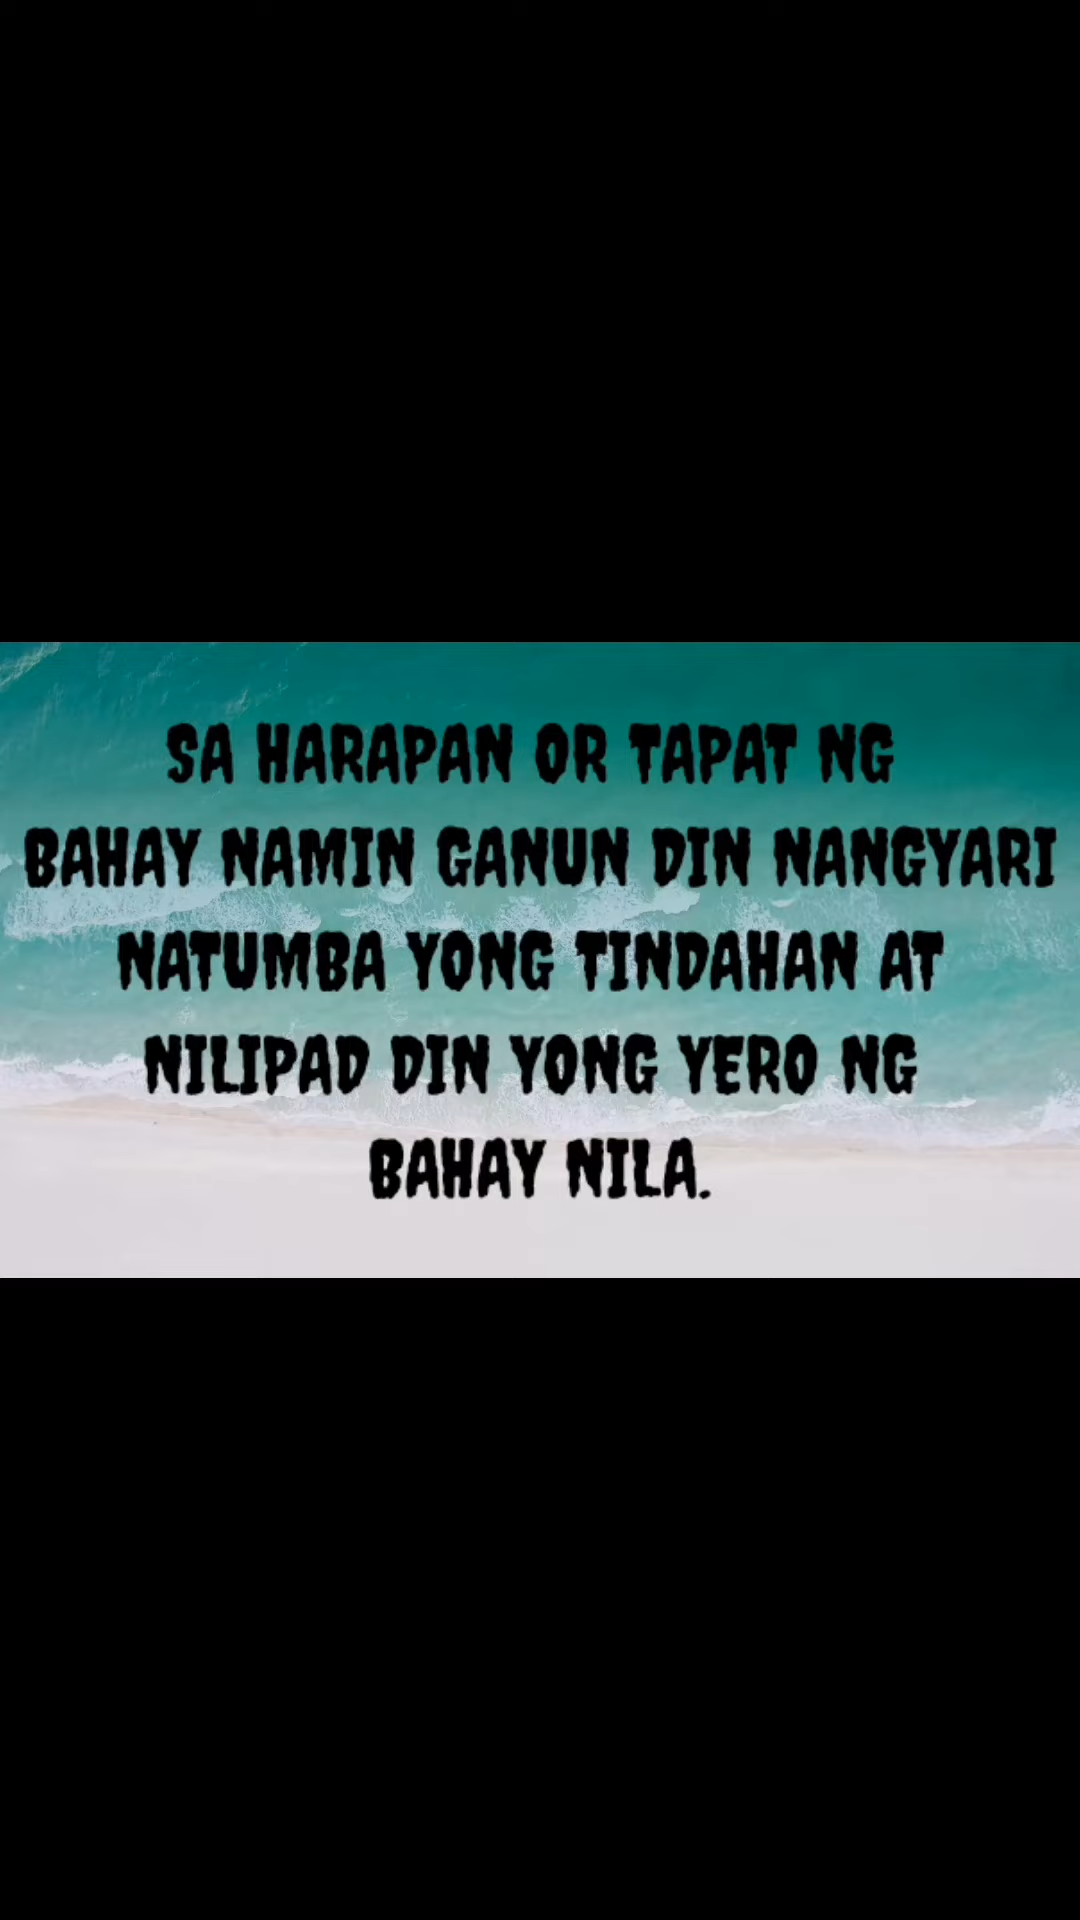 SA HARAPAN OR TAPAT NG
BAHAY NAMIN GANUN DIN NANGYARI
NATUMBA YONG TINDAHAN AT
NILIPAD DIN YONG YERO NG
BAHAY NILA.